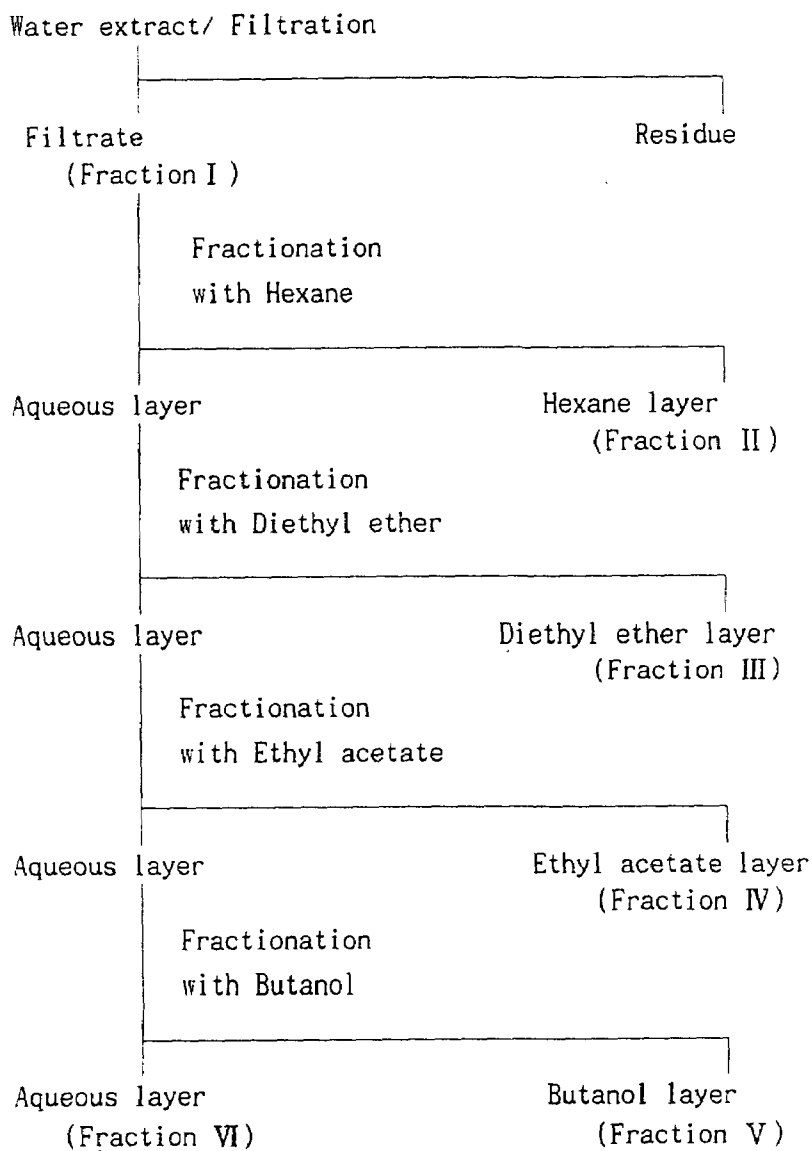 Water extract/ Filtration
Filtrate
(Fraction I )
Residue
Fractionation
with Hexane
Aqueous layer
Hexane layer
(Fraction II)
Fractionation
with Diethyl ether
Aqueous layer
Diethyl ether layer
(Fraction III)
Fractionation
with Ethyl acetate
Aqueous layer
Ethyl acetate layer
(Fraction IV)
Fractionation
with Butanol
Aqueous layer
(Fraction VI)
Butanol layer
(Fraction V)